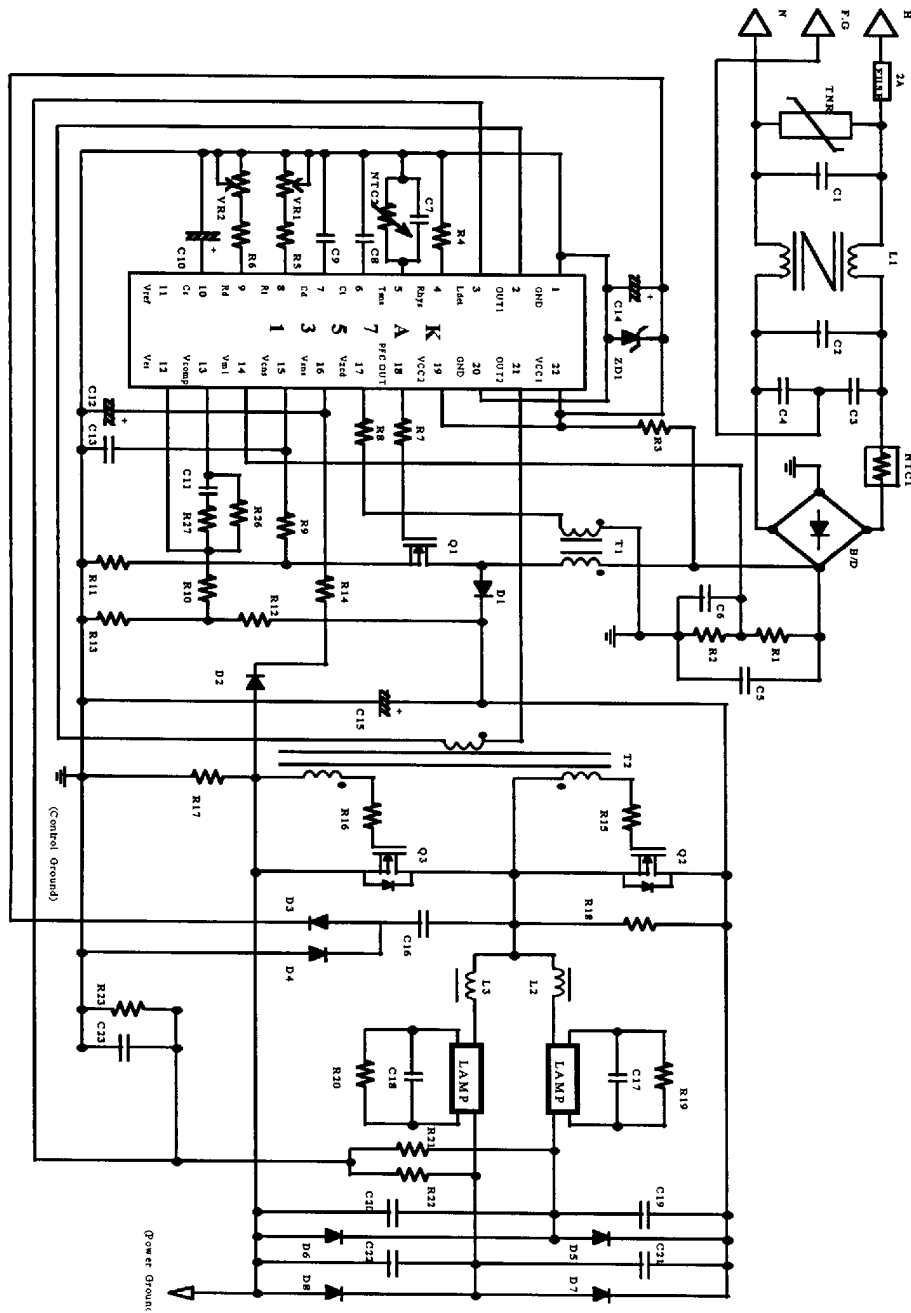 H
2A
FUSE
L1
NTC1
F.G
TNR
C1
C2
C3
C4
B/D
N
C6
R1
R2
C5
C14
ZD1
R3
T1
T2
R15
Q2
R18
L2
C17
R19
LAMP
C19
C21
D5
D7
1
GND
2
OUT1
3
Ldet
4
Rhys
5
Tsns
6
Ct
7
Cd
8
9
Rd
10
Cs
11
Vref
K
A
7
5
3
1
22
VCC1
21
OUT2
20
GND
19
VCC2
18
PFC OUT
17
Vzcd
16
Vsns
15
Vcns
14
Vm1
13
Vcomp
12
R4
C7
NTC2
C8
C9
VR1
R5
VR2
R6
C10
+
R7
R8
Q1
D1
R9
R14
R26
C11
R27
R10
R12
C12
C13
R11
R13
D2
C15
+
R16
Q3
R17
C16
D3
D4
L3
LAMP
C18
R20
R21
R22
C20
C22
D6
D8
R23
C23
(Control Ground)
(Power Ground